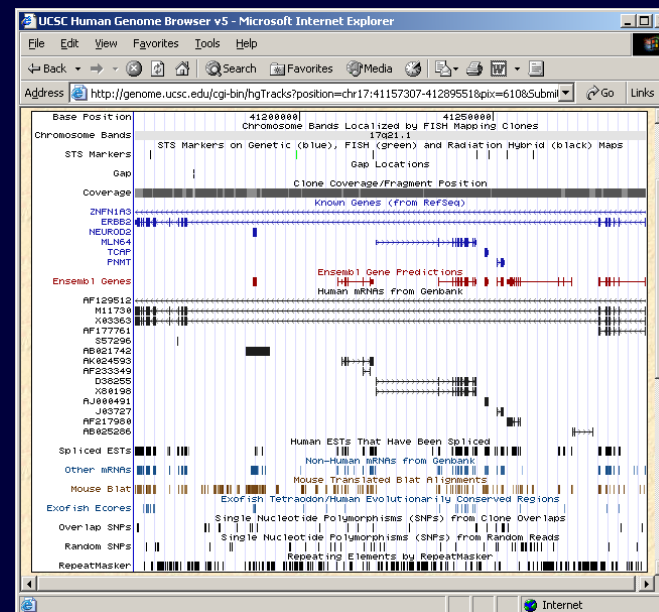 UCSC Human Genome Browser v5 - Microsoft Internet Explorer
File Edit View Favorites Tools Help
Back Search Favorites Media
Address http://genome.ucsc.edu/cgi-bin/hgTracks?position=chr17:41157307-41289551&pix=610&Submit Go Links
Base Position 41200000| 41250000|
Chromosome Bands Localized by FISH Mapping Clones
Chromosome Bands 17q21.1
STS Markers on Genetic (blue), FISH (green) and Radiation Hybrid (black) Maps
STS Markers
Gap Locations
Gap
Clone Coverage/Fragment Position
Coverage
Known Genes (from RefSeq)
ZNFN1A3
ERBB2
NEUROD2
MLN64
TCAP
PNMT
Ensembl Gene Predictions
Ensembl Genes
Human mRNAs from Genbank
AF129512
M11730
X03363
AF177761
S57296
AB021742
AK024593
AF233349
D38255
X80198
AJ000491
J03727
AF217980
AB025286
Human ESTs That Have Been Spliced
Spliced ESTs
Non-Human mRNAs from Genbank
Other mRNAs
Mouse Translated Blat Alignments
Mouse Blat
Exofish Tetraodon/Human Evolutionarily Conserved Regions
Exofish Ecores
Single Nucleotide Polymorphisms (SNPs) from Clone Overlaps
Overlap SNPs
Single Nucleotide Polymorphisms (SNPs) from Random Reads
Random SNPs
Repeating Elements by RepeatMasker
RepeatMasker
Internet